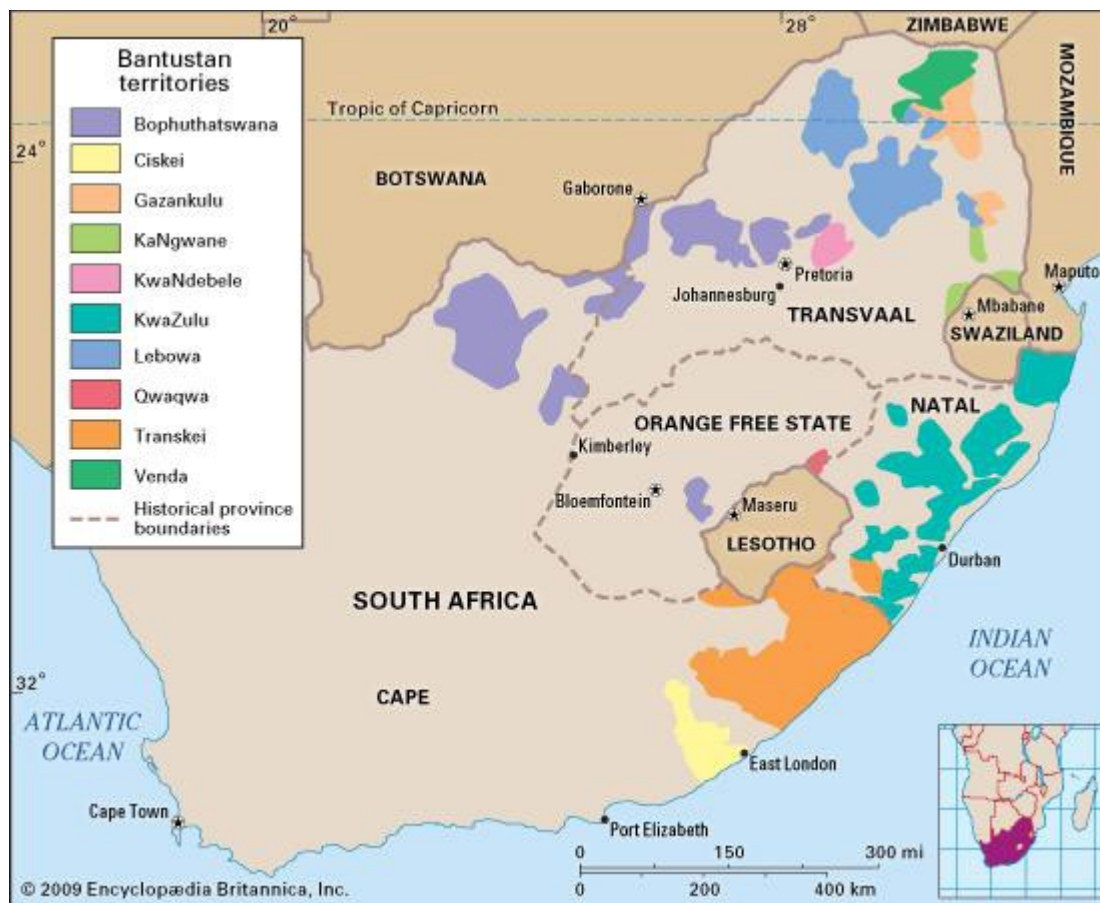 20°
28°
ZIMBABWE
MOZAMBIQUE
Bantustan
territories
Bophuthatswana
Ciskei
Gazankulu
KaNgwane
KwaNdebele
KwaZulu
Lebowa
Qwaqwa
Transkei
Venda
Historical province
boundaries
Tropic of Capricorn
24°
BOTSWANA
Gaborone
Pretoria
Johannesburg
Maputo
TRANSVAAL
Mbabane
SWAZILAND
ORANGE FREE STATE
NATAL
Kimberley
Bloemfontein
Maseru
LESOTHO
Durban
SOUTH AFRICA
INDIAN
OCEAN
32°
CAPE
ATLANTIC
OCEAN
East London
Cape Town
Port Elizabeth
0 150 300 mi
0 200 400 km
© 2009 Encyclopædia Britannica, Inc.